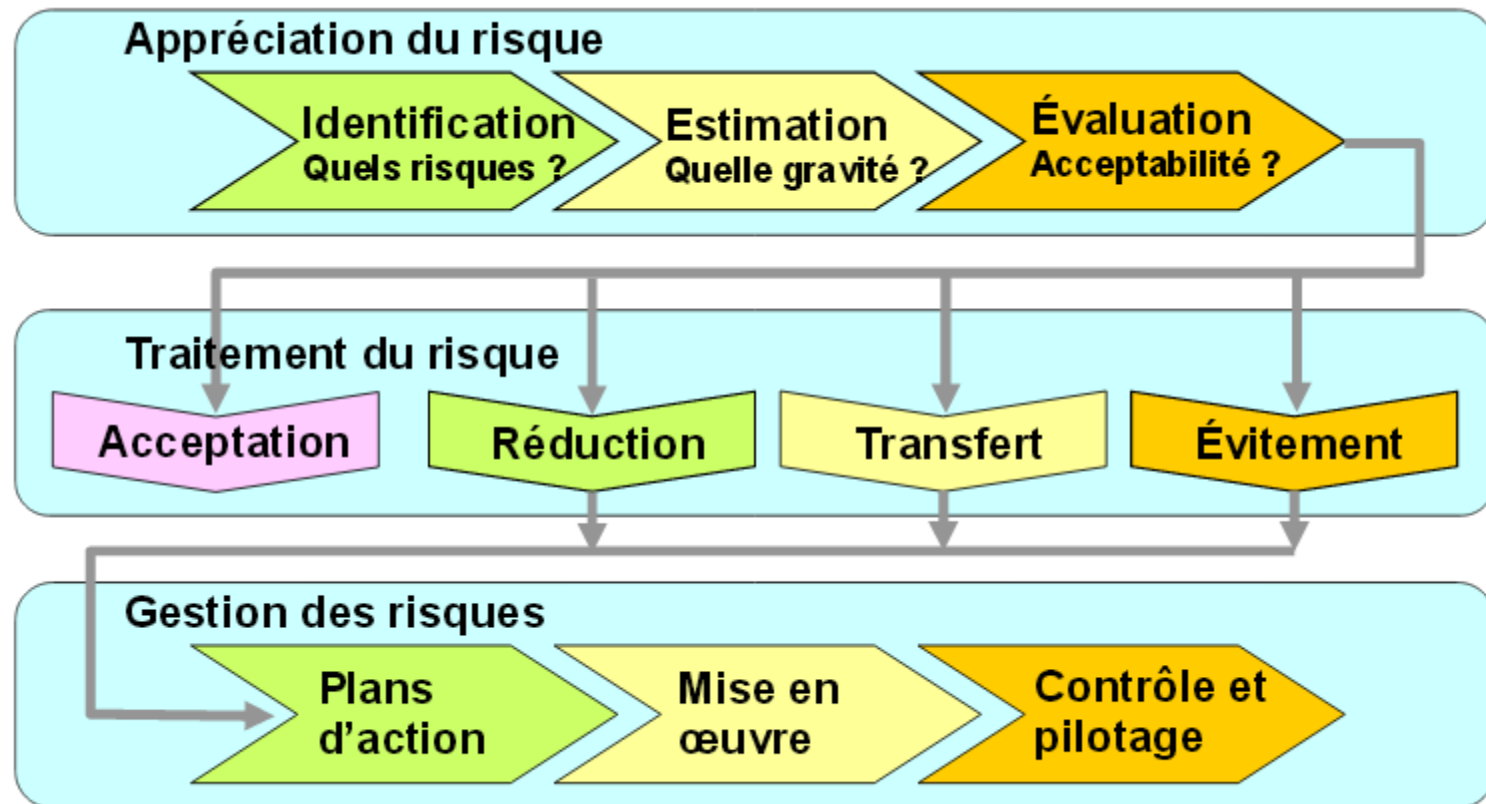 Appréciation du risque
Identification
Quels risques ?
Estimation
Quelle gravité ?
Évaluation
Acceptabilité ?
Traitement du risque
Acceptation
Réduction
Transfert
Évitement
Gestion des risques
Plans
d’action
Mise en
œuvre
Contrôle et
pilotage